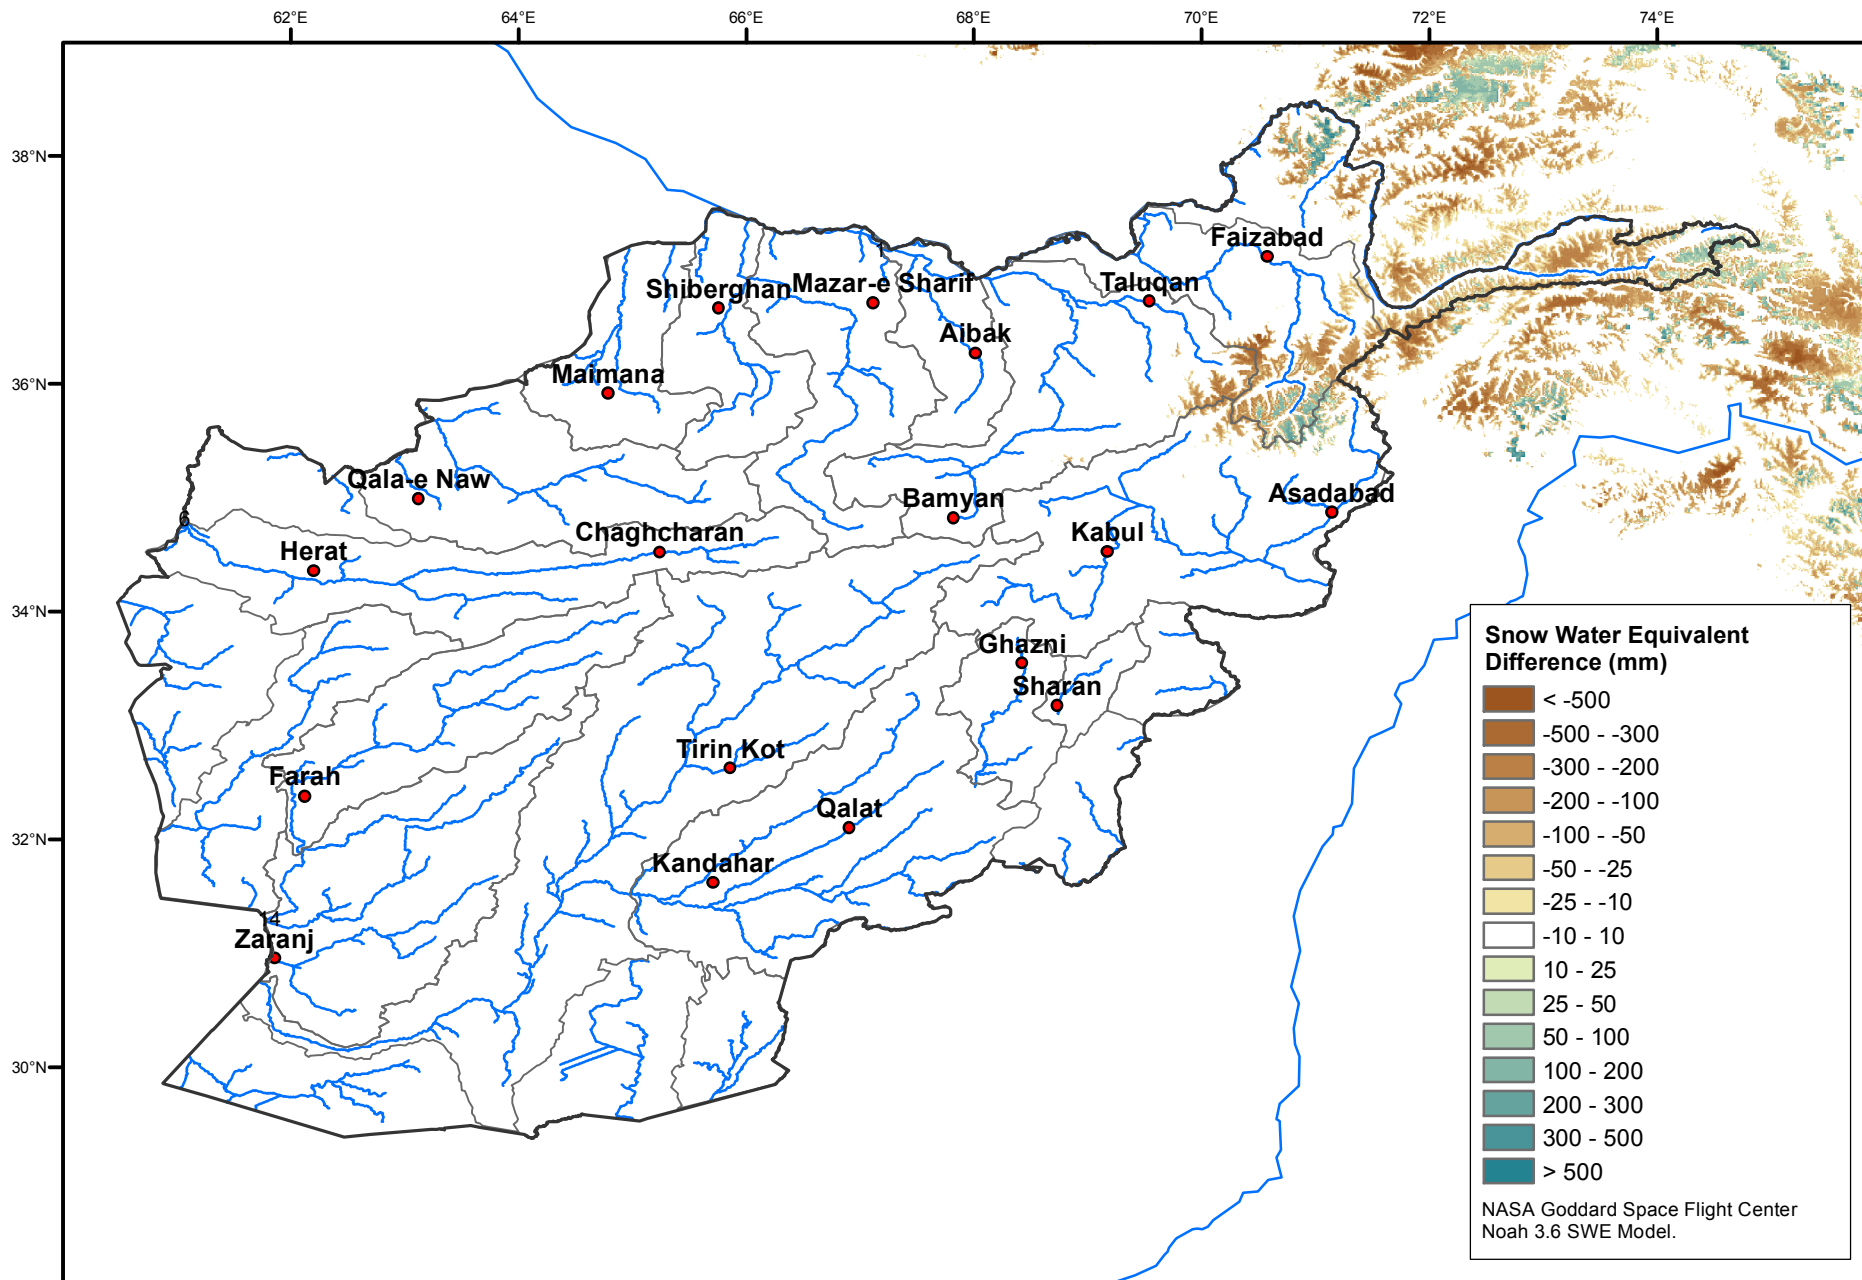 62°E
64°E
66°E
68°E
70°E
72°E
74°E
38°N
36°N
34°N
32°N
30°N
Faizabad
Shiberghan
Mazar-e Sharif
Taluqan
Aibak
Maimana
Qala-e Naw
Bamyan
Asadabad
6
Chaghcharan
Kabul
Herat
Ghazni
Sharan
Tirin Kot
Farah
Qalat
Kandahar
14
Zaranj
Snow Water Equivalent
Difference (mm)
< -500
-500 - -300
-300 - -200
-200 - -100
-100 - -50
-50 - -25
-25 - -10
-10 - 10
10 - 25
25 - 50
50 - 100
100 - 200
200 - 300
300 - 500
> 500
NASA Goddard Space Flight Center
Noah 3.6 SWE Model.